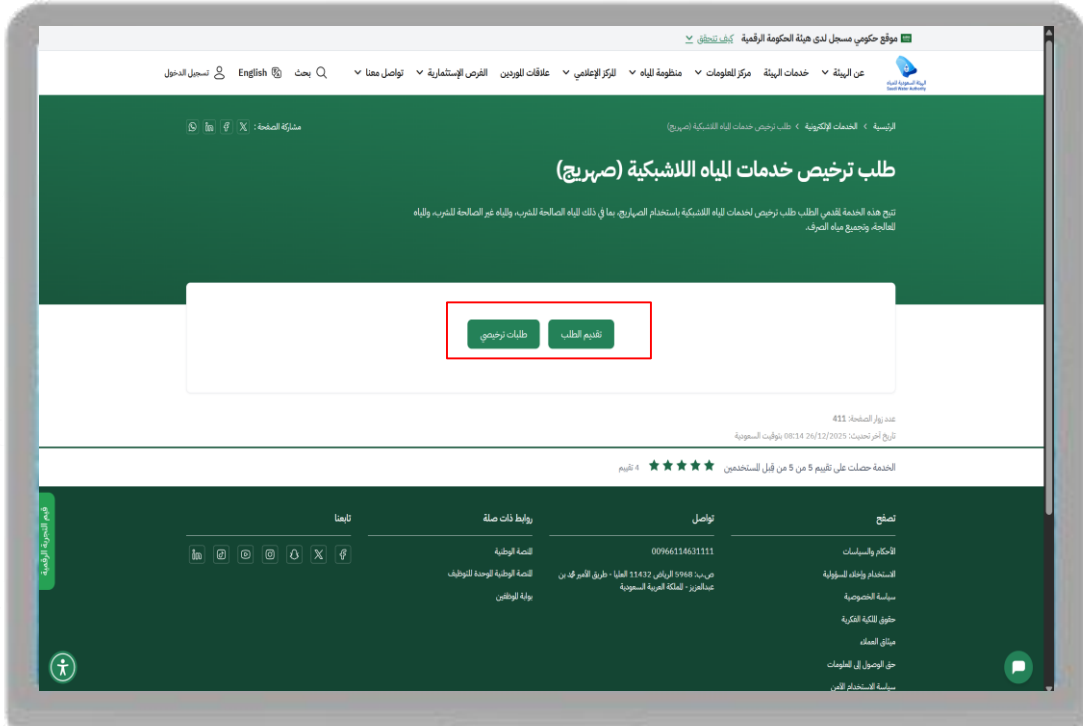 موقع حكومي مسجل لدى هيئة الحكومة الرقمية كيف تتحقق
الهيئة السعودية للمياه
Saudi Water Authority
عن الهيئة خدمات الهيئة مركز المعلومات منظومة المياه المركز الإعلامي علاقات الموردين الفرص الإستثمارية تواصل معنا بحث English تسجيل الدخول
الرئيسية > الخدمات الإلكترونية > طلب ترخيص خدمات المياه اللاشبكية (صهريج)
مشاركة الصفحة :
طلب ترخيص خدمات المياه اللاشبكية (صهريج)
تتيح هذه الخدمة لمقدمي الطلب طلب ترخيص لخدمات المياه اللاشبكية باستخدام الصهاريج، بما في ذلك المياه الصالحة للشرب، والمياه غير الصالحة للشرب، والمياه
المعالجة، وتجميع مياه الصرف.
تقديم الطلب
طلبات ترخيصي
عدد زوار الصفحة: 411
تاريخ آخر تحديث: 26/12/2025 08:14 بتوقيت السعودية
الخدمة حصلت على تقييم 5 من 5 من قبل المستخدمين 4 تقييم
قيم التجربة الرقمية
تصفح
الأحكام والسياسات
الاستخدام وإخلاء المسؤولية
سياسة الخصوصية
حقوق الملكية الفكرية
ميثاق العملاء
حق الوصول إلى المعلومات
سياسة الاستخدام الآمن
تواصل
00966114631111
ص.ب: 5968 الرياض 11432 العليا - طريق الأمير محمد بن
عبدالعزيز - المملكة العربية السعودية
روابط ذات صلة
المنصة الوطنية
المنصة الوطنية الموحدة للتوظيف
بوابة الموظفين
تابعنا